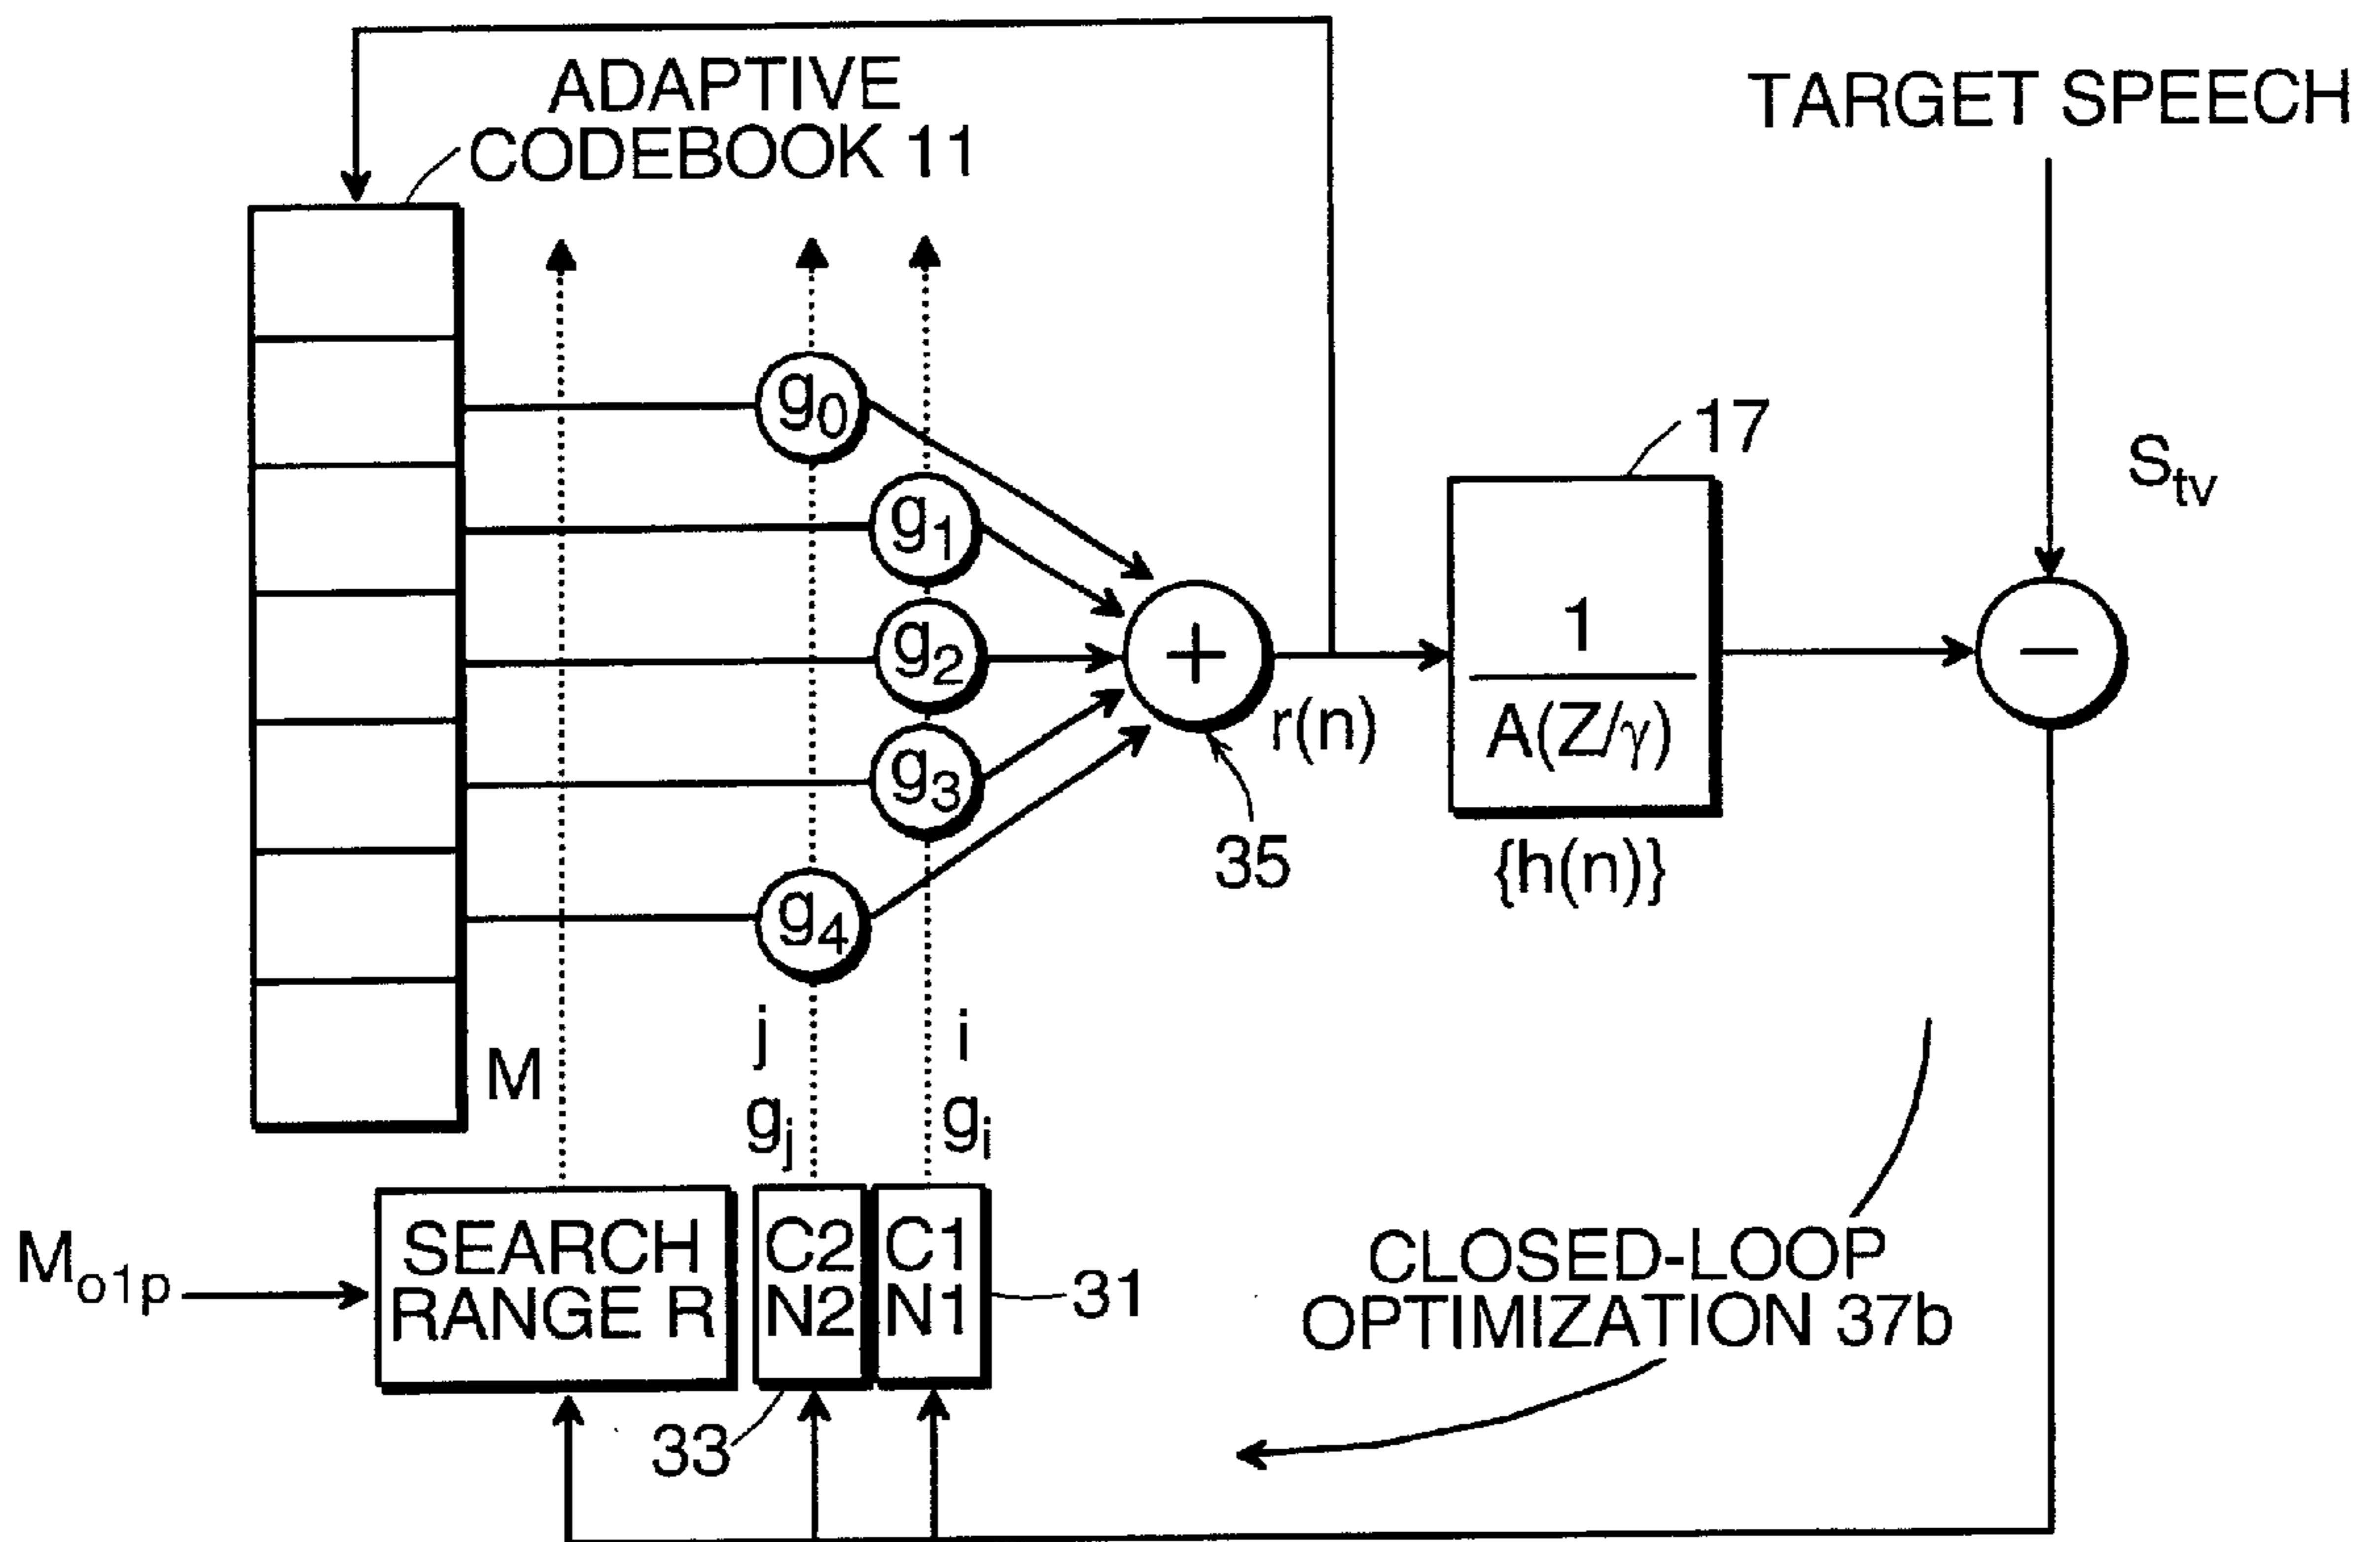 ADAPTIVE
CODEBOOK 11
TARGET SPEECH
g0
17
Stv
g1
1
g2
+
−
r(n)
A(Z/γ)
g3
35
{h(n)}
g4
j
i
M
gj
gi
SEARCH
RANGE R
C2
N2
C1
N1
Mo1p
31
CLOSED-LOOP
OPTIMIZATION 37b
33